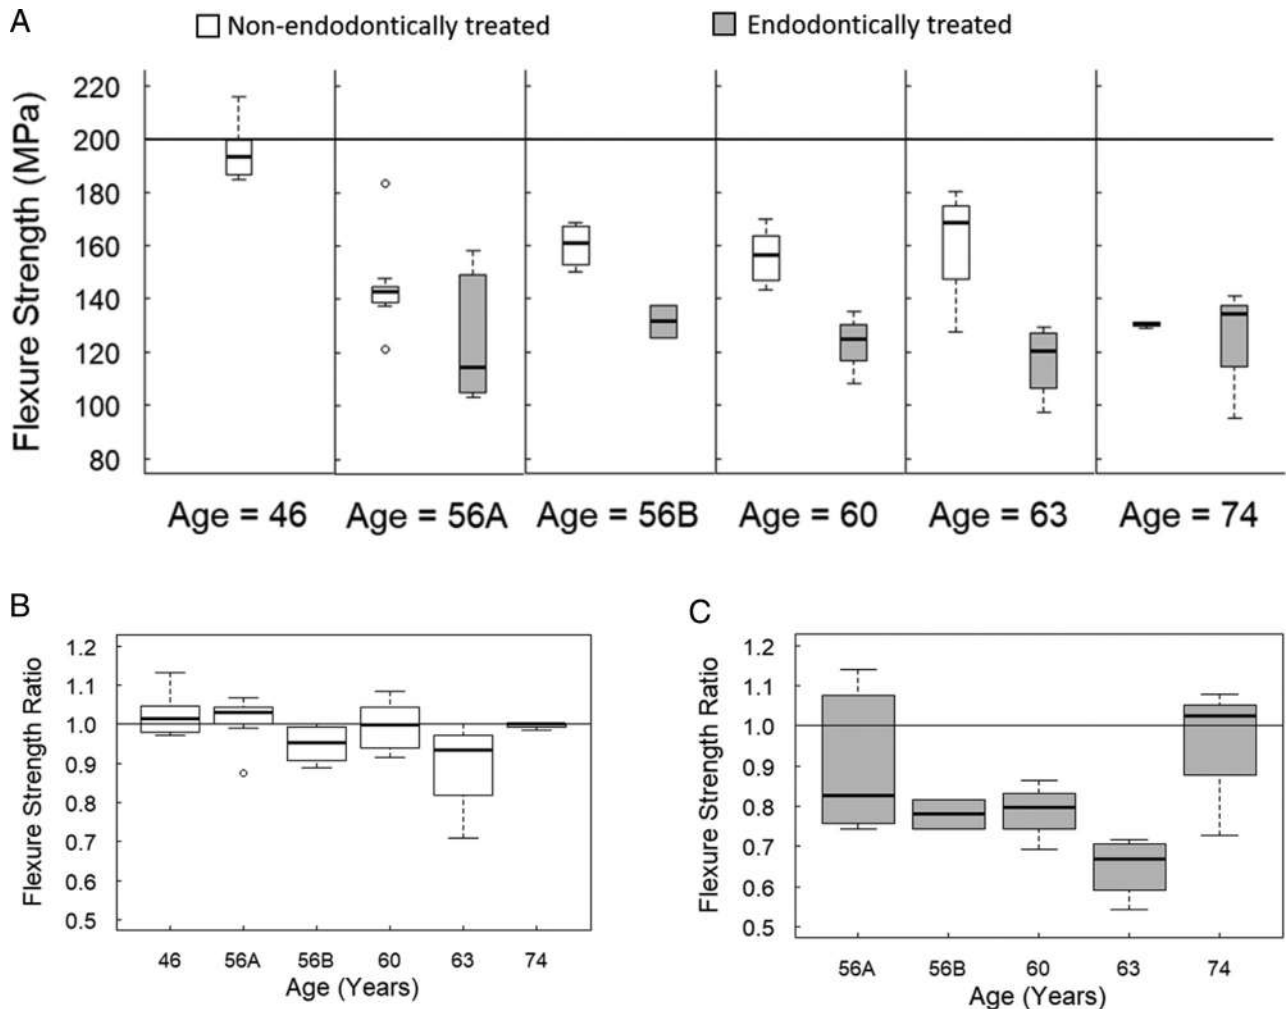 A
Non-endodontically treated
Endodontically treated
Flexure Strength (MPa)
220
200
180
160
140
120
100
80
Age = 46
Age = 56A
Age = 56B
Age = 60
Age = 63
Age = 74
B
Flexure Strength Ratio
1.2
1.1
1.0
0.9
0.8
0.7
0.6
0.5
46
56A
56B
60
63
74
Age (Years)
C
Flexure Strength Ratio
1.2
1.1
1.0
0.9
0.8
0.7
0.6
0.5
56A
56B
60
63
74
Age (Years)